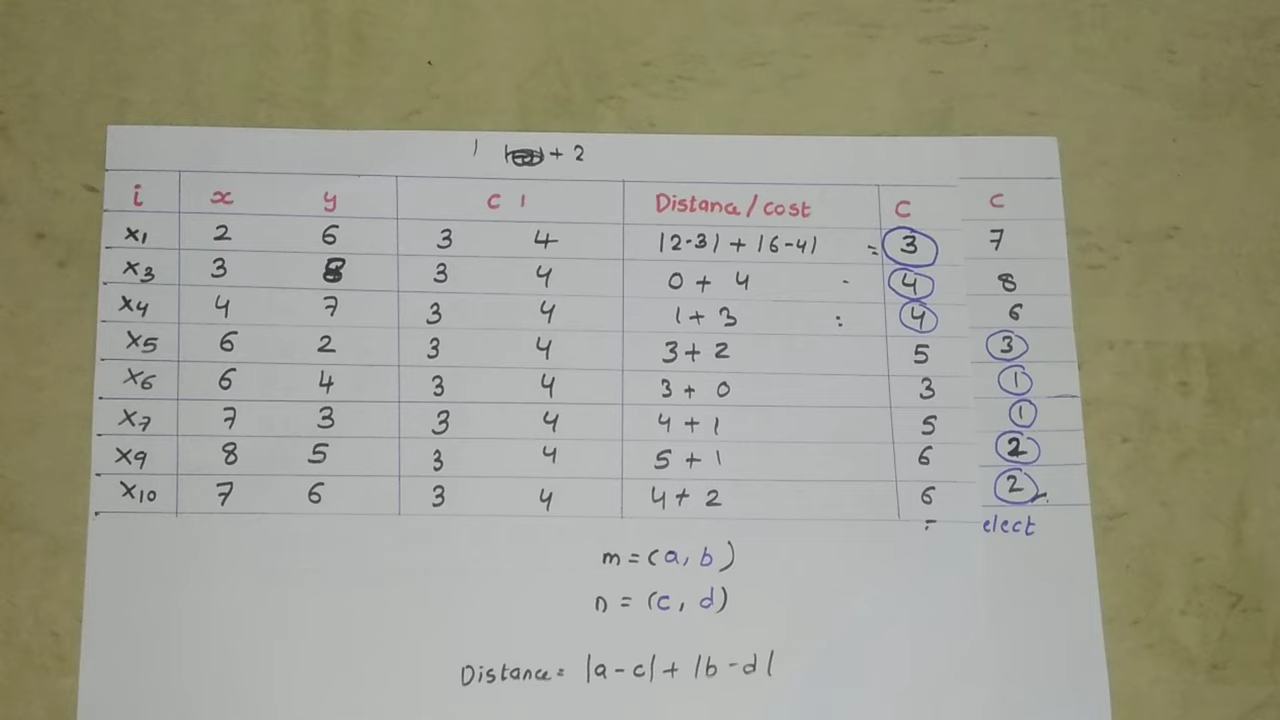 1 + 2
i x y C 1 Distance/cost C C
x1 2 6 3 4 |2-3| + |6-4| = 3 7
x3 3 8 3 4 0 + 4 - 4 8
x4 4 7 3 4 1 + 3 : 4 6
x5 6 2 3 4 3 + 2 5 3
x6 6 4 3 4 3 + 0 3 1
x7 7 3 3 4 4 + 1 5 1
x9 8 5 3 4 5 + 1 6 2
x10 7 6 3 4 4 + 2 6 2
elect
m = (a, b)
n = (c, d)
Distance = |a - c| + |b - d|